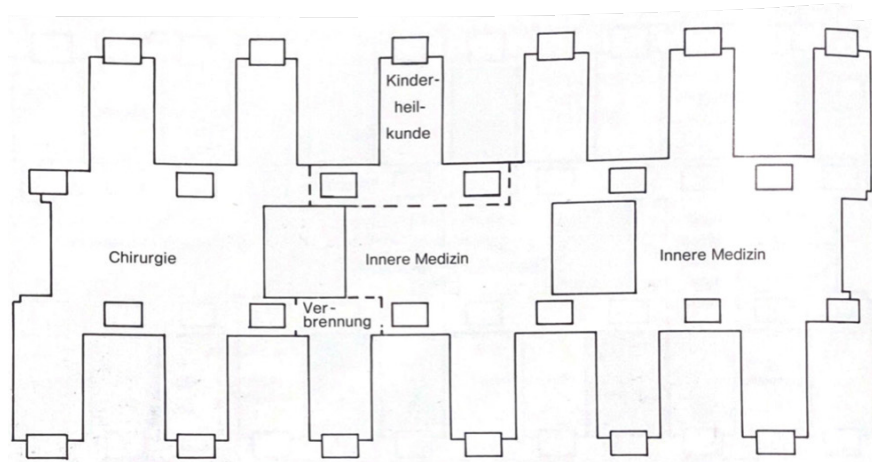 Kinder-
heil-
kunde
Chirurgie
Innere Medizin
Innere Medizin
Ver-
brennung